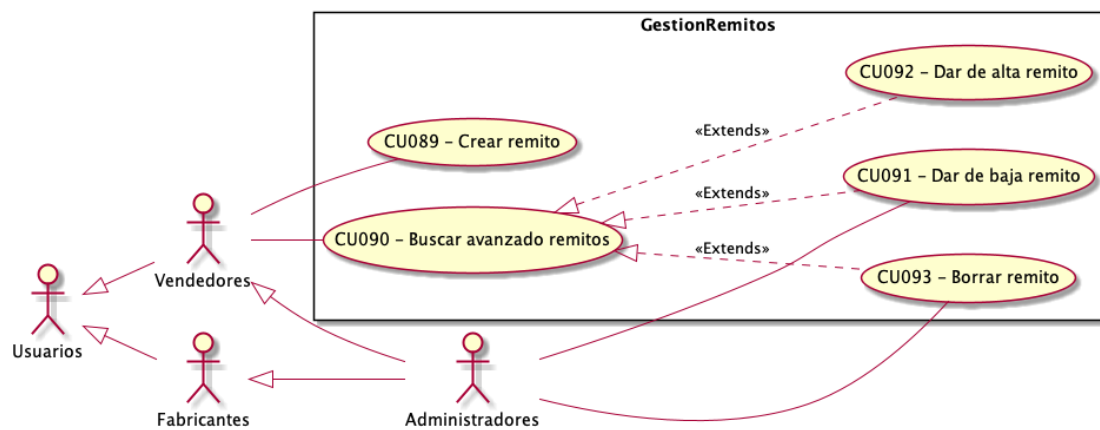 GestionRemitos
CU092 – Dar de alta remito
«Extends»
CU089 – Crear remito
CU091 – Dar de baja remito
«Extends»
CU090 – Buscar avanzado remitos
«Extends»
CU093 – Borrar remito
Vendedores
Usuarios
Fabricantes
Administradores